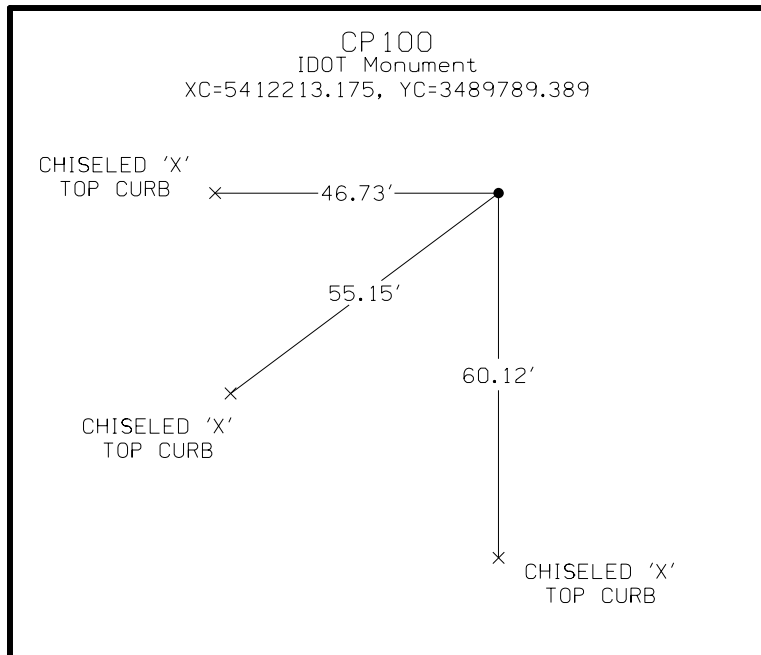 CP100
IDOT Monument
XC=5412213.175, YC=3489789.389
CHISELED 'X'
TOP CURB
46.73'
55.15'
60.12'
CHISELED 'X'
TOP CURB
CHISELED 'X'
TOP CURB